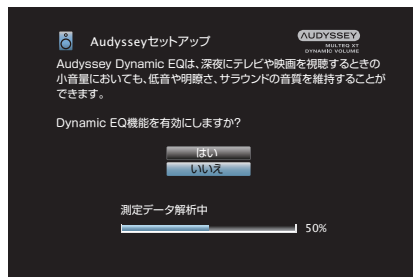 Audysseyセットアップ
AUDYSSEY
MULTEQ XT
DYNAMIC VOLUME
Audyssey Dynamic EQは、深夜にテレビや映画を視聴するときの
小音量においても、低音や明瞭さ、サラウンドの音質を維持することが
できます。
Dynamic EQ機能を有効にしますか?
はい
いいえ
測定データ解析中
50%